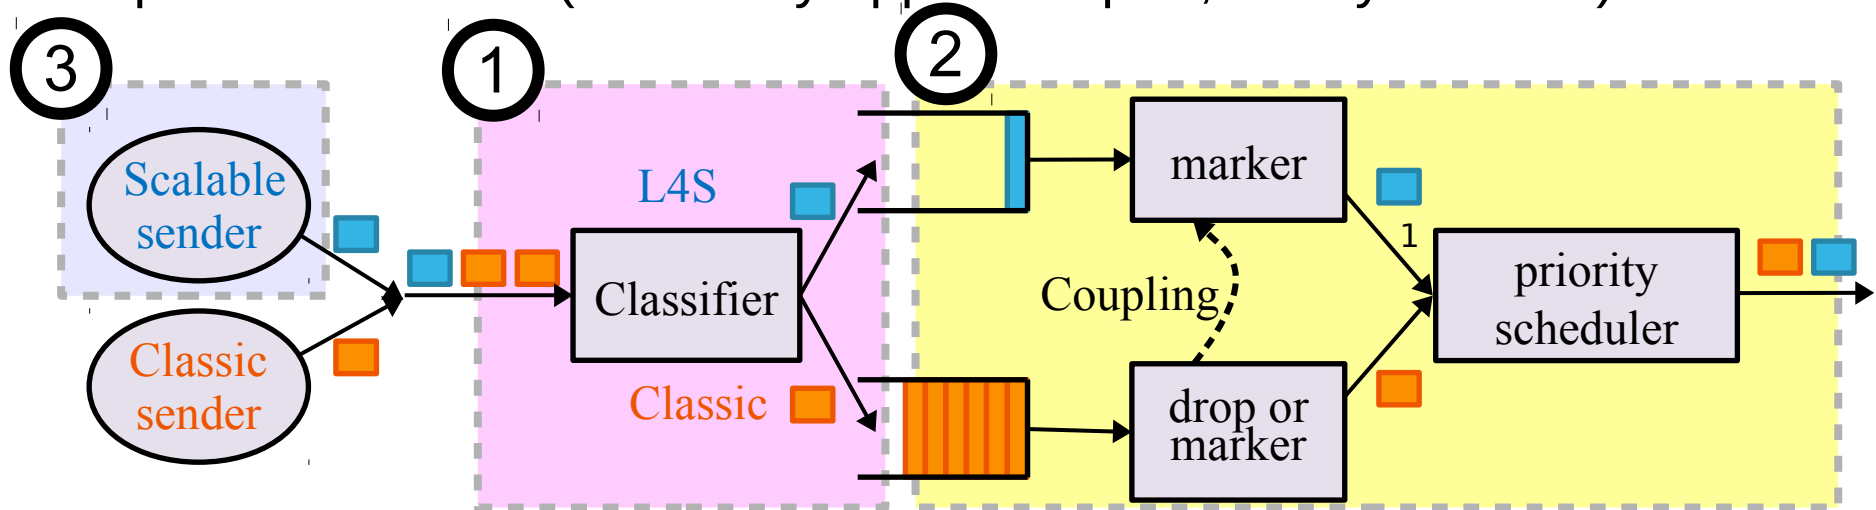 3
1
2
Scalable
sender
L4S
marker
1
Classifier
Coupling
priority
scheduler
Classic
sender
Classic
drop or
marker